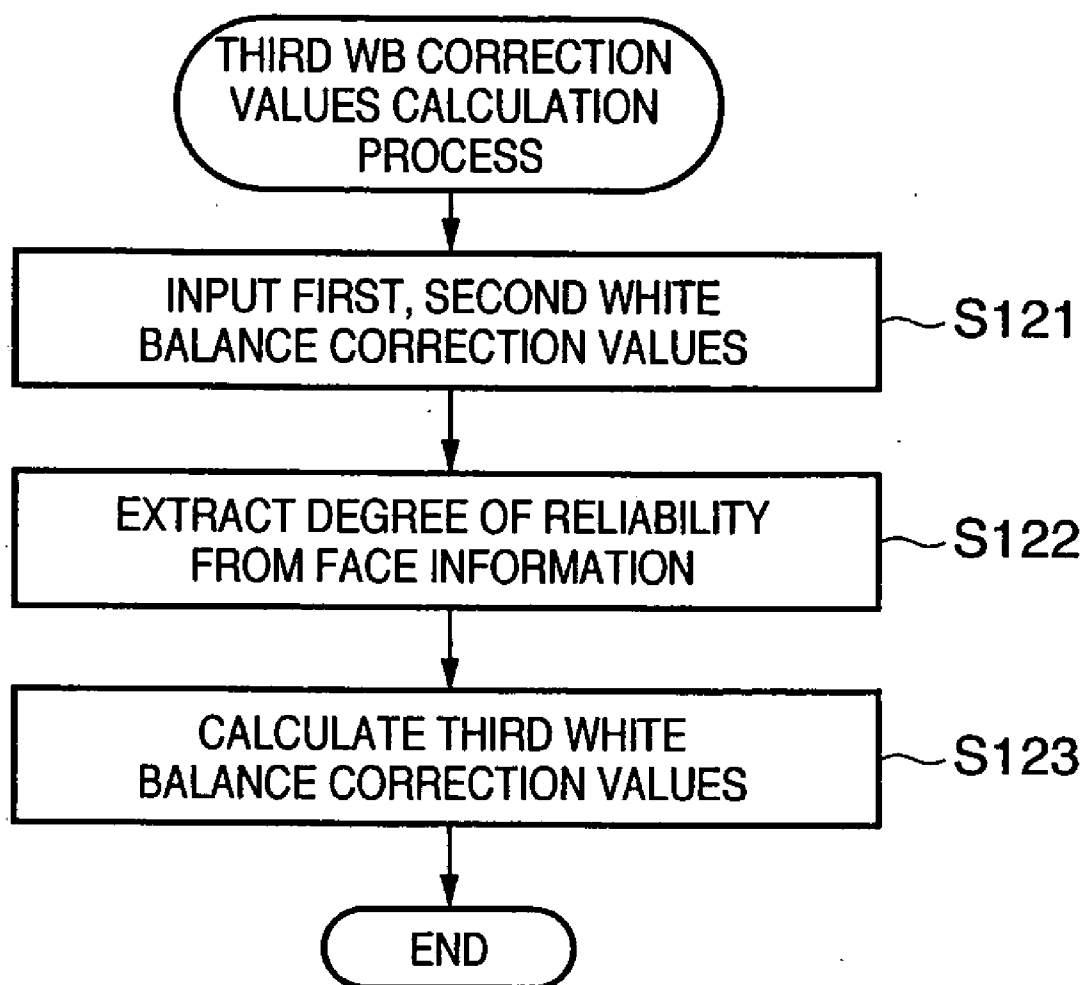 THIRD WB CORRECTION
VALUES CALCULATION
PROCESS
INPUT FIRST, SECOND WHITE
BALANCE CORRECTION VALUES
S121
EXTRACT DEGREE OF RELIABILITY
FROM FACE INFORMATION
S122
CALCULATE THIRD WHITE
BALANCE CORRECTION VALUES
S123
END